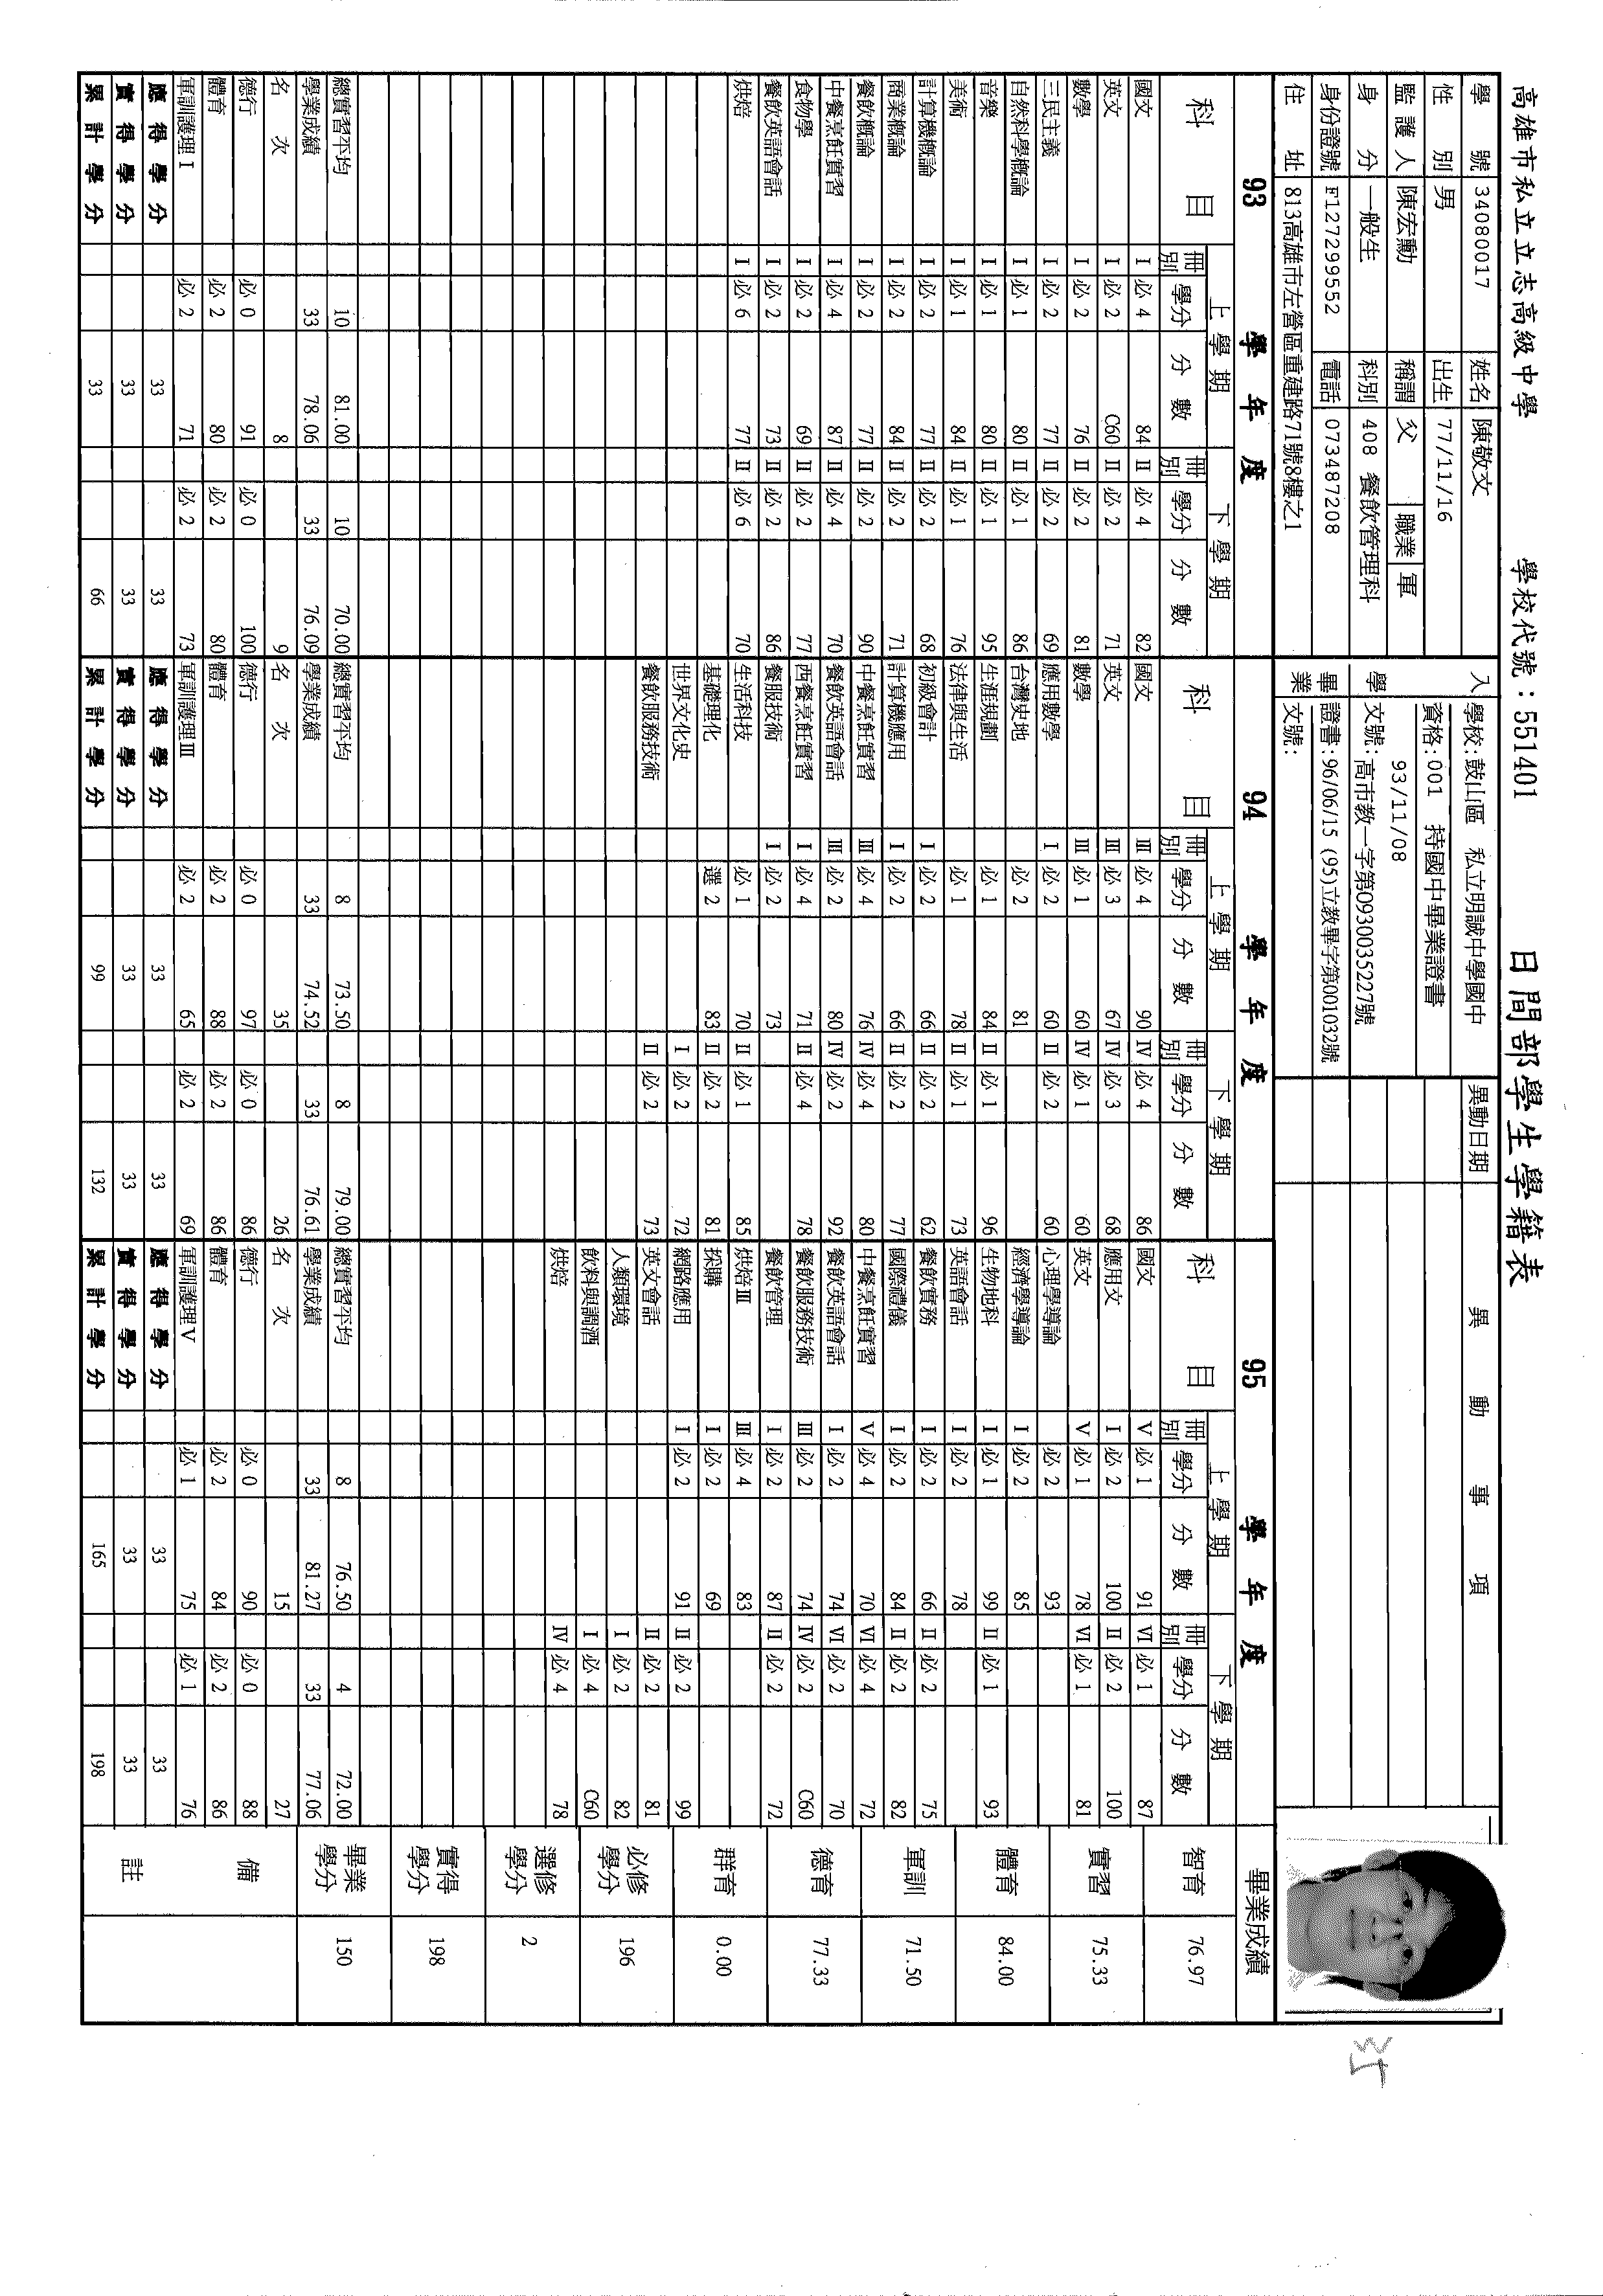 高雄市私立立志高級中學 學校代號：551401 日間部學生學籍表
學號 34080017 姓名 陳敬文
性別 男 出生 77/11/16
監護人 陳宏勳 稱謂 父 職業 軍
身分 一般生 科別 408 餐飲管理科
身份證號 F127299552 電話 073487208
住址 813高雄市左營區重建路71號8樓之1
入學 學校:鼓山區 私立明誠中學國中
資格:001 持國中畢業證書
93/11/08
文號:高市教一字第0930035227號
畢業 證書:96/06/15 (95)立教畢字第001032號
文號:
異動日期 異動事項
93 學年度 94 學年度 95 學年度 畢業成績
上學期 下學期 上學期 下學期 上學期 下學期
科目 冊別 學分 分數 冊別 學分 分數 科目 冊別 學分 分數 冊別 學分 分數 科目 冊別 學分 分數 冊別 學分 分數
國文 I 必 4 84 II 必 4 82 國文 III 必 4 90 IV 必 4 86 國文 V 必 1 91 VI 必 1 87
英文 I 必 2 C60 II 必 2 71 英文 III 必 3 67 IV 必 3 68 應用文 I 必 2 100 II 必 2 100
數學 I 必 2 76 II 必 2 81 數學 III 必 1 60 IV 必 1 60 英文 V 必 1 78 VI 必 1 81
三民主義 I 必 2 77 II 必 2 69 應用數學 I 必 2 60 II 必 2 60 心理學導論 必 2 93
自然科學概論 I 必 1 80 II 必 1 86 台灣史地 必 2 81 經濟學導論 I 必 2 85
音樂 I 必 1 80 II 必 1 95 生涯規劃 必 1 84 II 必 1 96 生物地科 I 必 1 99 II 必 1 93
美術 I 必 1 84 II 必 1 76 法律與生活 必 1 78 II 必 1 73 英語會話 I 必 2 78
計算機概論 I 必 2 77 II 必 2 68 初級會計 I 必 2 66 II 必 2 62 餐飲實務 I 必 2 66 II 必 2 75
商業概論 I 必 2 84 II 必 2 71 計算機應用 I 必 2 66 II 必 2 77 國際禮儀 I 必 2 84 II 必 2 82
餐飲概論 I 必 2 77 II 必 2 90 中餐烹飪實習 III 必 4 76 IV 必 4 80 中餐烹飪實習 V 必 4 70 VI 必 4 72
中餐烹飪實習 I 必 4 87 II 必 4 70 餐飲英語會話 III 必 2 80 IV 必 2 92 餐飲英語會話 I 必 2 74 VI 必 2 70
食物學 I 必 2 69 II 必 2 77 西餐烹飪實習 I 必 4 71 II 必 4 78 餐飲服務技術 III 必 2 74 IV 必 2 C60
餐飲英語會話 I 必 2 73 II 必 2 86 餐服技術 I 必 2 73 餐飲管理 I 必 2 87 II 必 2 72
烘焙 I 必 6 77 II 必 6 70 生活科技 必 1 70 II 必 1 85 烘焙III III 必 4 83
基礎理化 選 2 83 II 必 2 81 採購 I 必 2 69
世界文化史 I 必 2 72 網路應用 I 必 2 91 II 必 2 99
餐飲服務技術 II 必 2 73 英文會話 II 必 2 81
人類環境 I 必 2 82
飲料與調酒 I 必 4 C60
烘焙 IV 必 4 78
總實習平均 10 81.00 10 70.00 總實習平均 8 73.50 8 79.00 總實習平均 8 76.50 4 72.00
學業成績 33 78.06 33 76.09 學業成績 33 74.52 33 76.61 學業成績 33 81.27 33 77.06
名次 8 9 名次 35 26 名次 15 27
德行 必 0 91 必 0 100 德行 必 0 97 必 0 86 德行 必 0 90 必 0 88
體育 必 2 80 必 2 80 體育 必 2 88 必 2 86 體育 必 2 84 必 2 86
軍訓護理I 必 2 71 必 2 73 軍訓護理III 必 2 65 必 2 69 軍訓護理V 必 1 75 必 1 76
應得學分 33 33 應得學分 33 33 應得學分 33 33
實得學分 33 33 實得學分 33 33 實得學分 33 33
累計學分 33 66 累計學分 99 132 累計學分 165 198
智育 76.97
實習 75.33
體育 84.00
軍訓 71.50
德育 77.33
群育 0.00
必修學分 196
選修學分 2
實得學分 198
畢業學分 150
備註